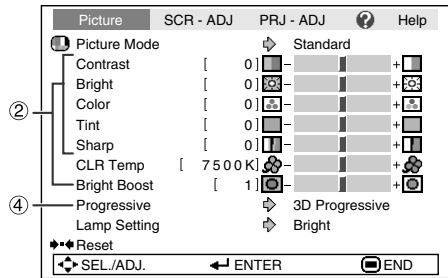 Picture SCR - ADJ PRJ - ADJ ? Help
Picture Mode Standard
Contrast [ 0] - +
② Bright [ 0] - +
Color [ 0] - +
Tint [ 0] - +
Sharp [ 0] - +
CLR Temp [ 7500K] - +
Bright Boost [ 1] - +
④ Progressive 3D Progressive
Lamp Setting Bright
Reset
SEL./ADJ. ENTER END